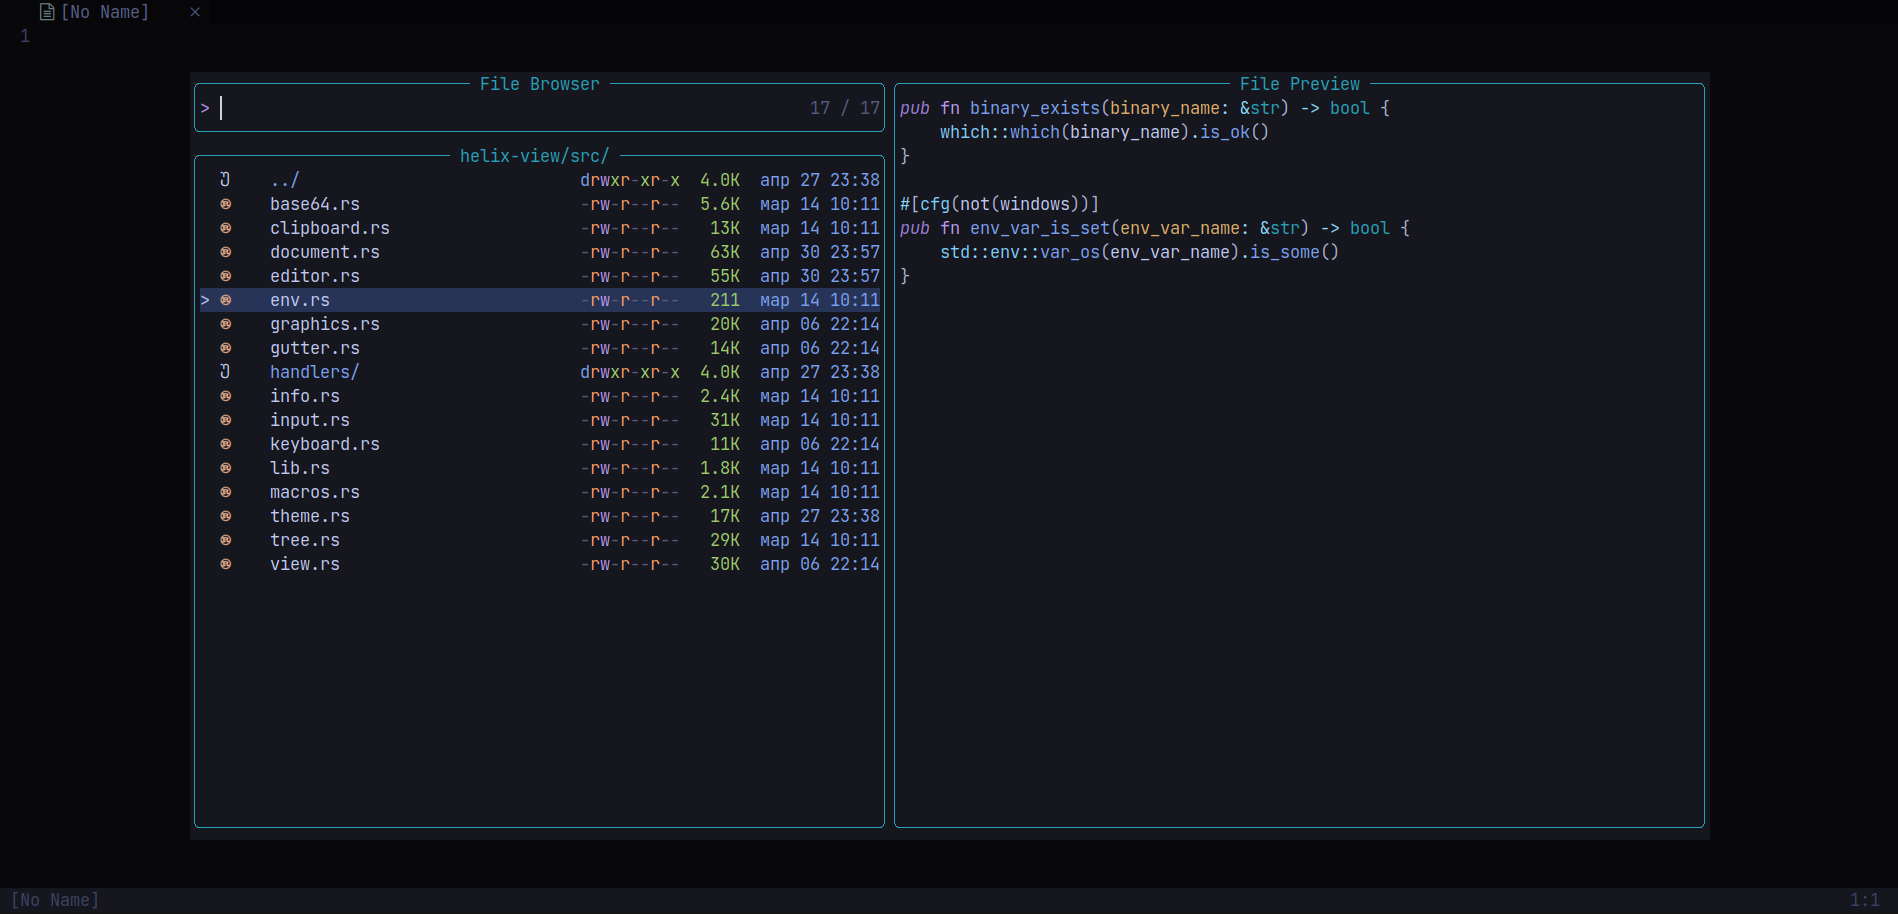 [No Name] ×
1
File Browser
> 17 / 17
helix-view/src/
../ drwxr-xr-x 4.0K апр 27 23:38
base64.rs -rw-r--r-- 5.6K мар 14 10:11
clipboard.rs -rw-r--r-- 13K мар 14 10:11
document.rs -rw-r--r-- 63K апр 30 23:57
editor.rs -rw-r--r-- 55K апр 30 23:57
> env.rs -rw-r--r-- 211 мар 14 10:11
graphics.rs -rw-r--r-- 20K апр 06 22:14
gutter.rs -rw-r--r-- 14K апр 06 22:14
handlers/ drwxr-xr-x 4.0K апр 27 23:38
info.rs -rw-r--r-- 2.4K мар 14 10:11
input.rs -rw-r--r-- 31K мар 14 10:11
keyboard.rs -rw-r--r-- 11K апр 06 22:14
lib.rs -rw-r--r-- 1.8K мар 14 10:11
macros.rs -rw-r--r-- 2.1K мар 14 10:11
theme.rs -rw-r--r-- 17K апр 27 23:38
tree.rs -rw-r--r-- 29K мар 14 10:11
view.rs -rw-r--r-- 30K апр 06 22:14
File Preview
pub fn binary_exists(binary_name: &str) -> bool {
    which::which(binary_name).is_ok()
}
#[cfg(not(windows))]
pub fn env_var_is_set(env_var_name: &str) -> bool {
    std::env::var_os(env_var_name).is_some()
}
[No Name] 1:1